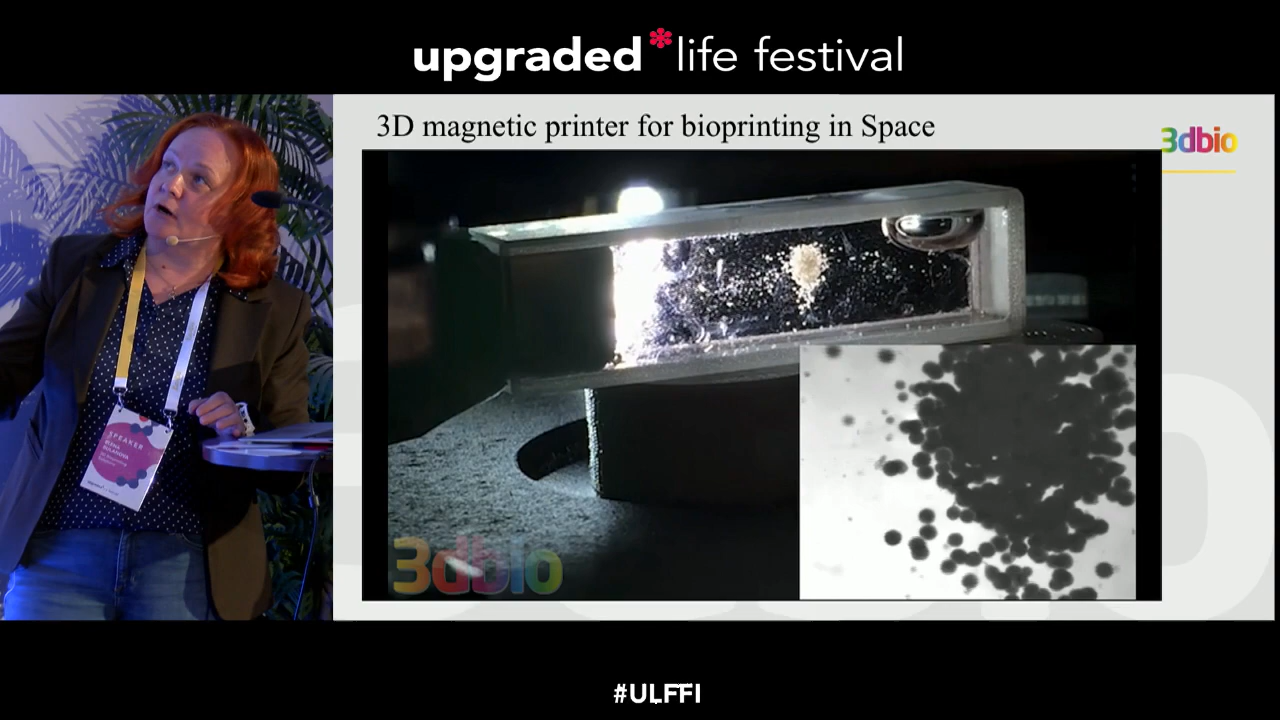 upgraded*life festival
3D magnetic printer for bioprinting in Space
3dbio
SPEAKER
3dbio
#ULFFI